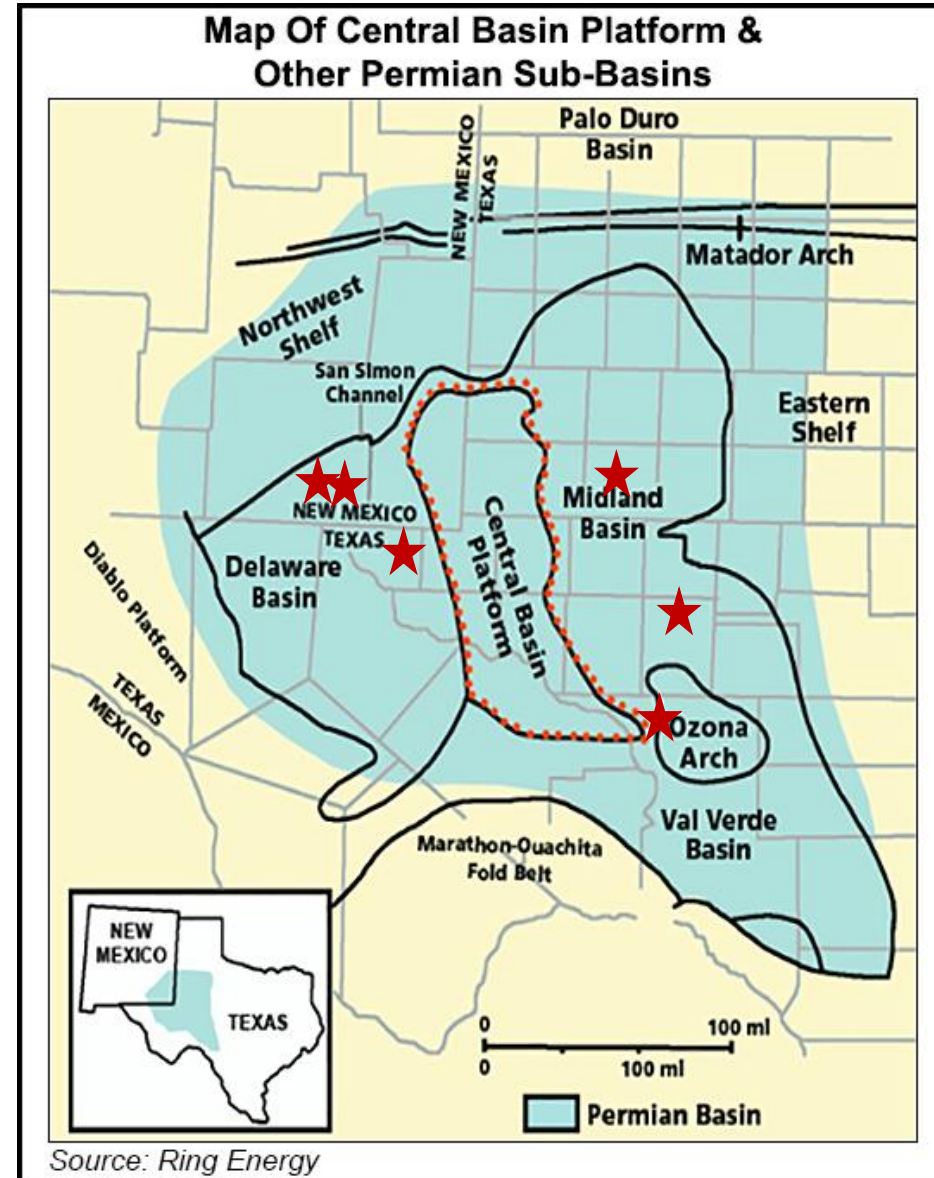 Map Of Central Basin Platform &
Other Permian Sub-Basins
Palo Duro
Basin
NEW MEXICO
TEXAS
Matador Arch
Northwest
Shelf
San Simon
Channel
Eastern
Shelf
NEW MEXICO
TEXAS
Midland
Basin
Central Basin
Platform
Delaware
Basin
Diablo Platform
TEXAS
MEXICO
Ozona
Arch
Val Verde
Basin
Marathon-Ouachita
Fold Belt
NEW
MEXICO
TEXAS
0
100 ml
0
100 ml
Permian Basin
Source: Ring Energy